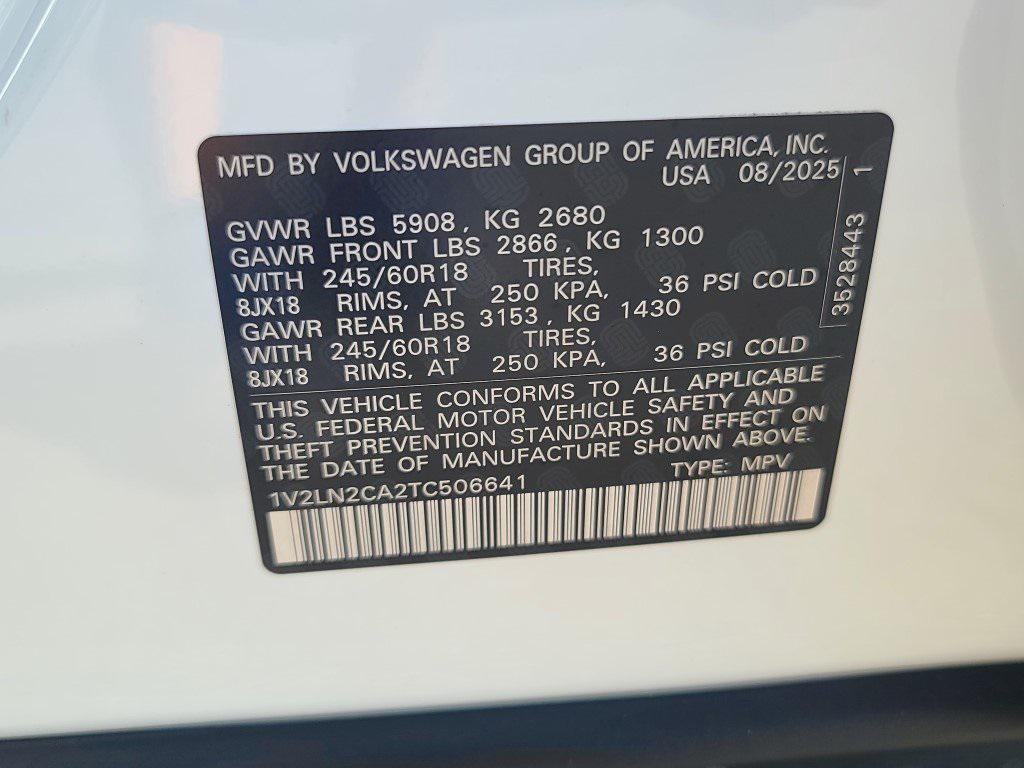 MFD BY VOLKSWAGEN GROUP OF AMERICA, INC.
USA 08/2025
GVWR LBS 5908, KG 2680
GAWR FRONT LBS 2866, KG 1300
WITH 245/60R18 TIRES,
8JX18 RIMS, AT 250 KPA, 36 PSI COLD
GAWR REAR LBS 3153, KG 1430
WITH 245/60R18 TIRES,
8JX18 RIMS, AT 250 KPA, 36 PSI COLD
THIS VEHICLE CONFORMS TO ALL APPLICABLE
U.S. FEDERAL MOTOR VEHICLE SAFETY AND
THEFT PREVENTION STANDARDS IN EFFECT ON
THE DATE OF MANUFACTURE SHOWN ABOVE.
1V2LN2CA2TC506641 TYPE: MPV
3528443 1